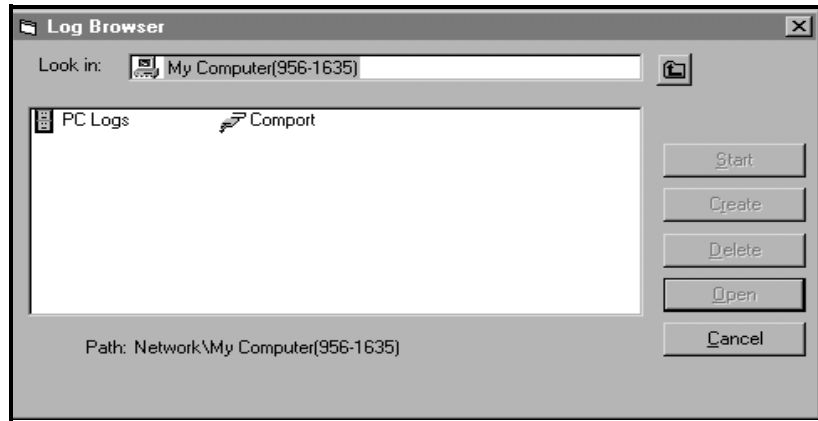 Log Browser
Look in: My Computer(956-1635)
PC Logs Comport
Start
Create
Delete
Open
Cancel
Path: Network\My Computer(956-1635)